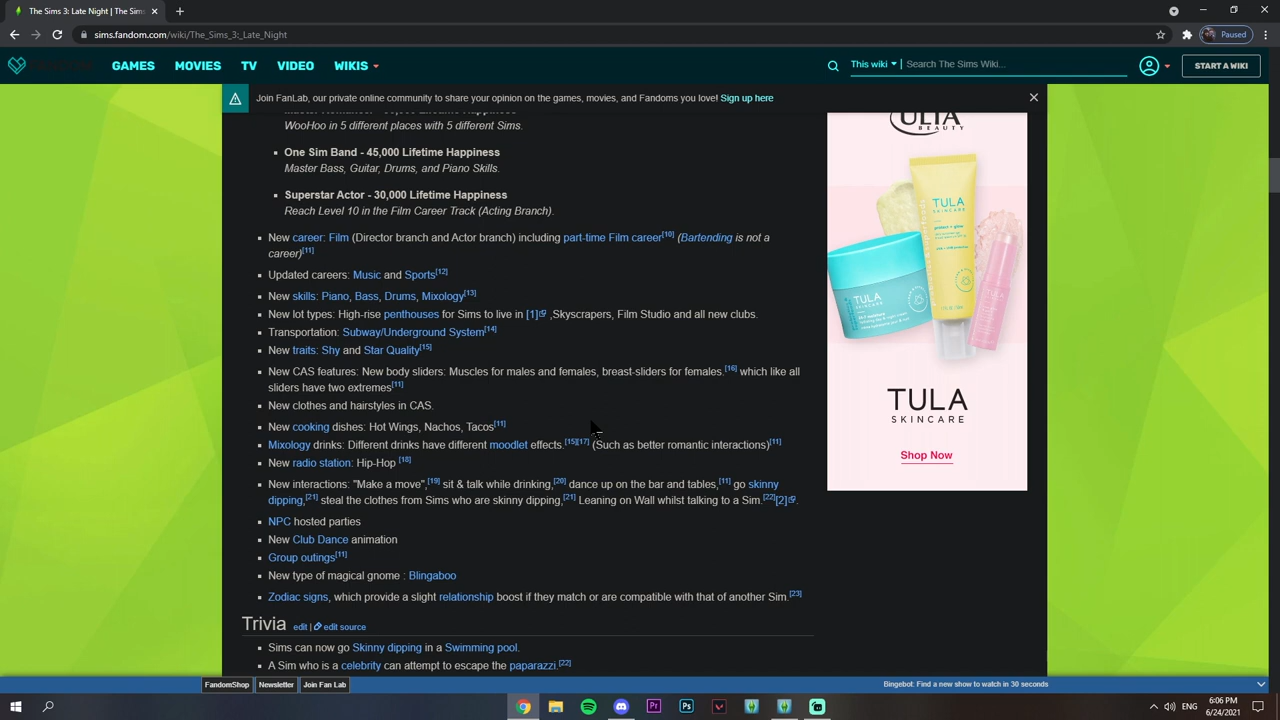 The Sims 3: Late Night | The Sims
sims.fandom.com/wiki/The_Sims_3:_Late_Night
Paused
GAMES
MOVIES
TV
VIDEO
WIKIS
This wiki
Search The Sims Wiki...
START A WIKI
Join FanLab, our private online community to share your opinion on the games, movies, and Fandoms you love! Sign up here
WooHoo in 5 different places with 5 different Sims.
One Sim Band - 45,000 Lifetime Happiness
Master Bass, Guitar, Drums, and Piano Skills.
Superstar Actor - 30,000 Lifetime Happiness
Reach Level 10 in the Film Career Track (Acting Branch).
New career: Film (Director branch and Actor branch) including part-time Film career[10] (Bartending is not a
career)[11]
Updated careers: Music and Sports[12]
New skills: Piano, Bass, Drums, Mixology[13]
New lot types: High-rise penthouses for Sims to live in [1] ,Skyscrapers, Film Studio and all new clubs.
Transportation: Subway/Underground System[14]
New traits: Shy and Star Quality[15]
New CAS features: New body sliders: Muscles for males and females, breast-sliders for females.[16] which like all
sliders have two extremes[11]
New clothes and hairstyles in CAS.
New cooking dishes: Hot Wings, Nachos, Tacos[11]
Mixology drinks: Different drinks have different moodlet effects.[15][17] (Such as better romantic interactions)[11]
New radio station: Hip-Hop [18]
New interactions: "Make a move",[19] sit & talk while drinking,[20] dance up on the bar and tables,[11] go skinny
dipping,[21] steal the clothes from Sims who are skinny dipping,[21] Leaning on Wall whilst talking to a Sim.[22][2].
NPC hosted parties
New Club Dance animation
Group outings[11]
New type of magical gnome : Blingaboo
Zodiac signs, which provide a slight relationship boost if they match or are compatible with that of another Sim.[23]
Trivia edit | edit source
Sims can now go Skinny dipping in a Swimming pool.
A Sim who is a celebrity can attempt to escape the paparazzi.[22]
ULTA
BEAUTY
TULA
SKINCARE
protect + glow
TULA
SKINCARE
TULA
TULA
SKINCARE
Shop Now
FandomShop
Newsletter
Join Fan Lab
Bingebot: Find a new show to watch in 30 seconds
6:06 PM
6/24/2021